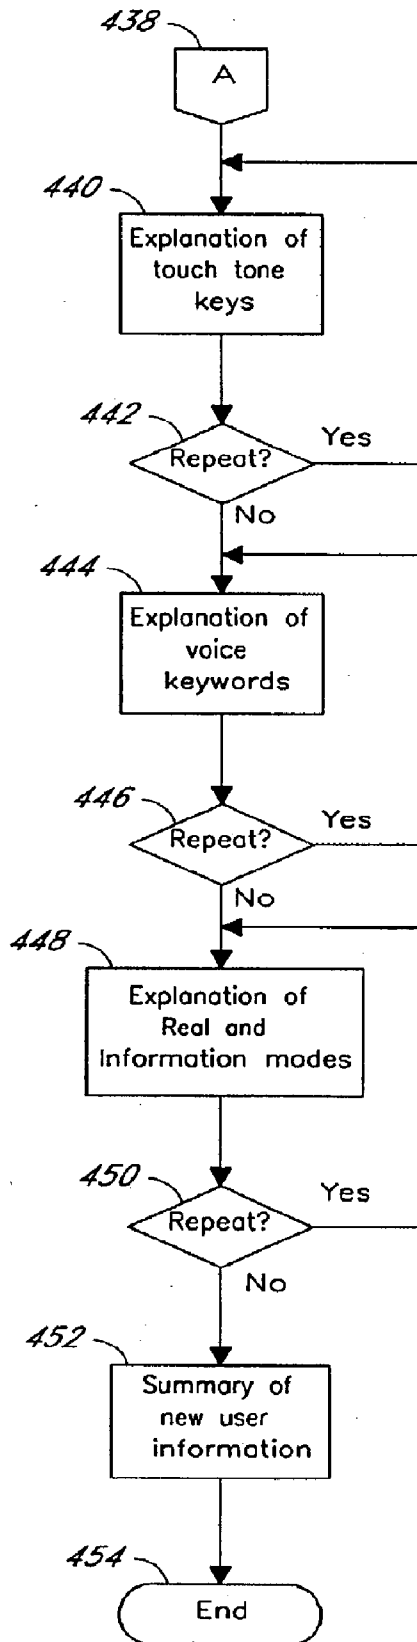 438
A
440
Explanation of
touch tone
keys
442
Repeat?
Yes
No
444
Explanation of
voice
keywords
446
Repeat?
Yes
No
448
Explanation of
Real and
Information modes
450
Repeat?
Yes
No
452
Summary of
new user
information
454
End